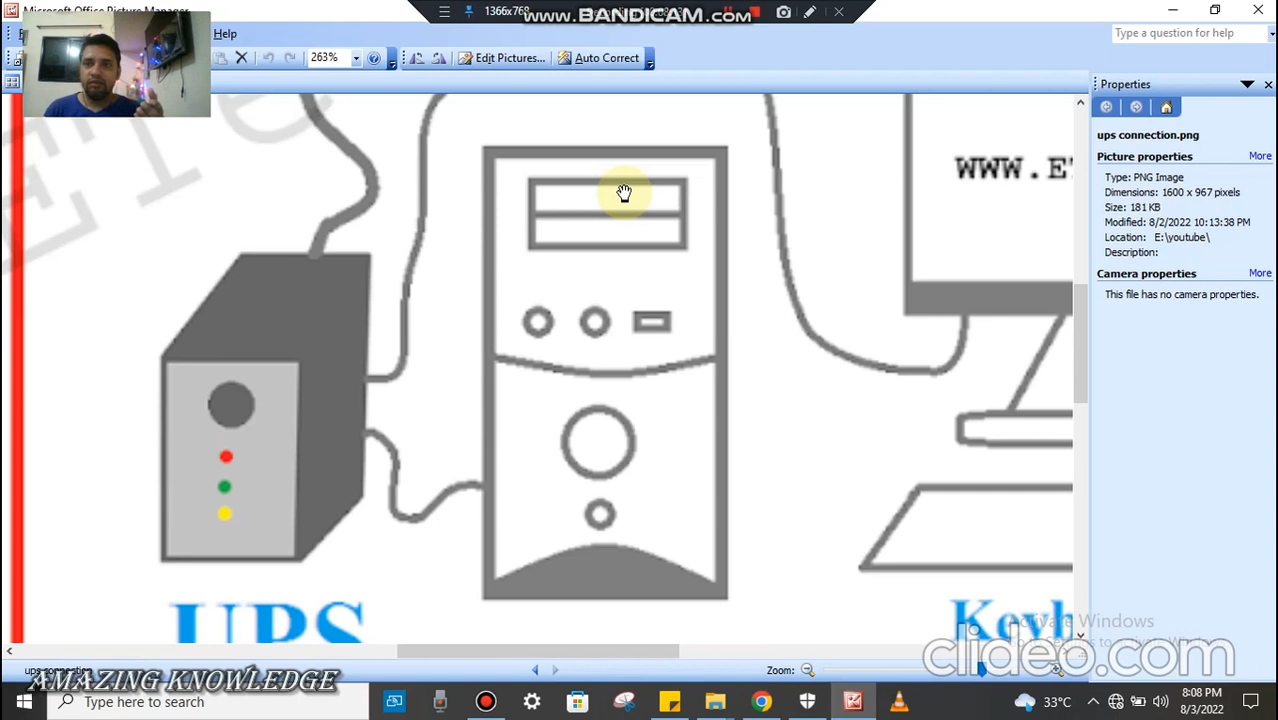 Microsoft Office Picture Manager
1366x768
www.BANDICAM.com
Help
Type a question for help
263%
Edit Pictures...
Auto Correct
Properties
ups connection.png
Picture properties
More
Type: PNG Image
Dimensions: 1600 x 967 pixels
Size: 181 KB
Modified: 8/2/2022 10:13:38 PM
Location: E:\youtube\
Description:
Camera properties
More
This file has no camera properties.
WWW.ET
UPS
Keyb
Activate Windows
clideo.com
ups connection
Zoom:
AMAZING KNOWLEDGE
Type here to search
33°C
8:08 PM
8/3/2022